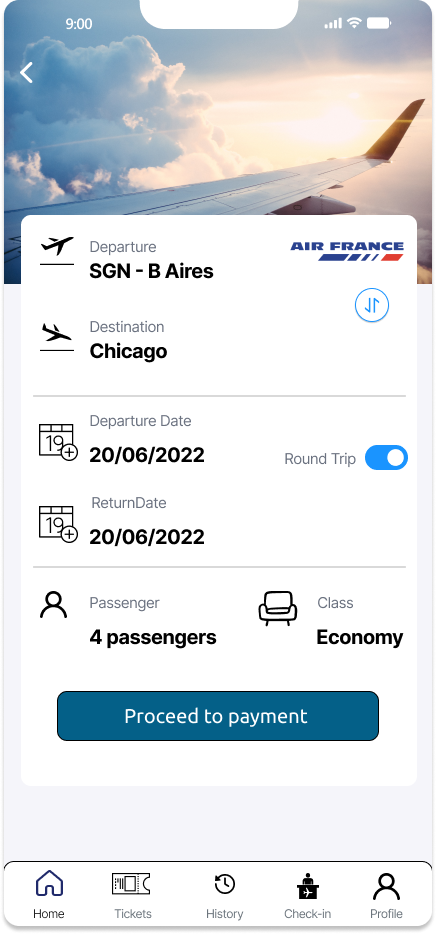 9:00
Departure
AIR FRANCE
SGN - B Aires
Destination
Chicago
Departure Date
19
20/06/2022
Round Trip
ReturnDate
19
20/06/2022
Passenger
Class
4 passengers
Economy
Proceed to payment
Home
Tickets
History
Check-in
Profile